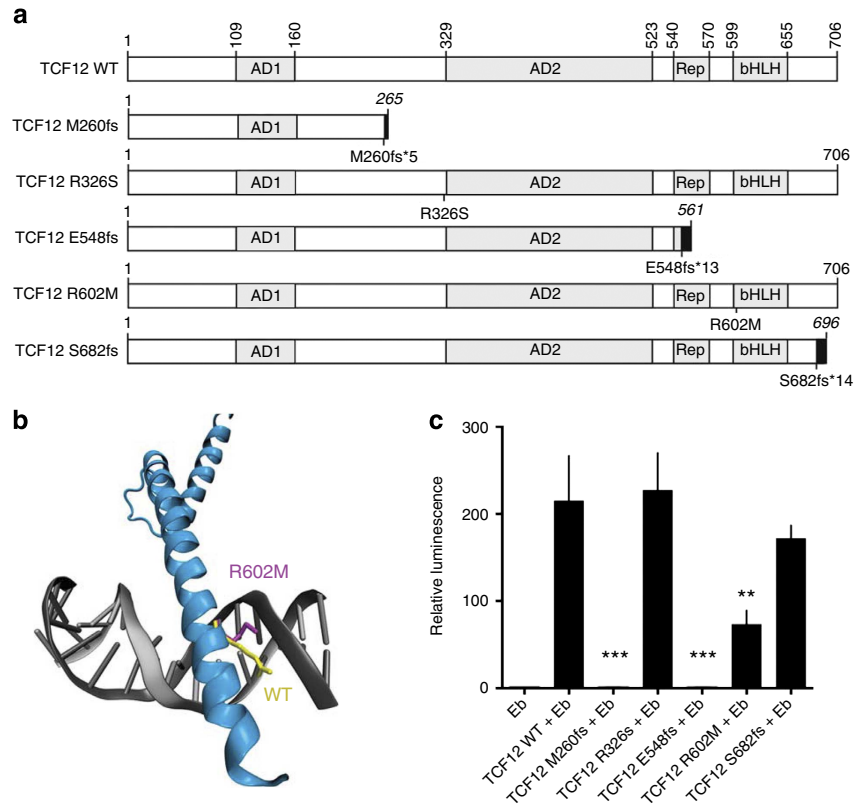 a
1 109 160 329 523 540 570 599 655 706
TCF12 WT AD1 AD2 Rep bHLH
1 265
TCF12 M260fs AD1
M260fs*5
1 706
TCF12 R326S AD1 AD2 Rep bHLH
R326S
1 561
TCF12 E548fs AD1 AD2
E548fs*13
1 706
TCF12 R602M AD1 AD2 Rep bHLH
R602M
1 696
TCF12 S682fs AD1 AD2 Rep bHLH
S682fs*14
b
R602M
WT
c
Relative luminescence
300
200
100
0
***
***
**
Eb
TCF12 WT + Eb
TCF12 M260fs + Eb
TCF12 R326s + Eb
TCF12 E548fs + Eb
TCF12 R602M + Eb
TCF12 S682fs + Eb